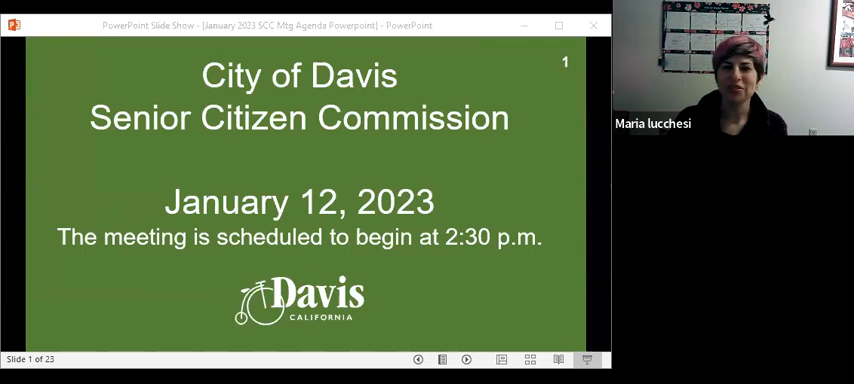 PowerPoint Slide Show - [January 2023 SCC Mtg Agenda Powerpoint] - PowerPoint
1
City of Davis
Senior Citizen Commission
January 12, 2023
The meeting is scheduled to begin at 2:30 p.m.
Davis
CALIFORNIA
Slide 1 of 23
Maria lucchesi